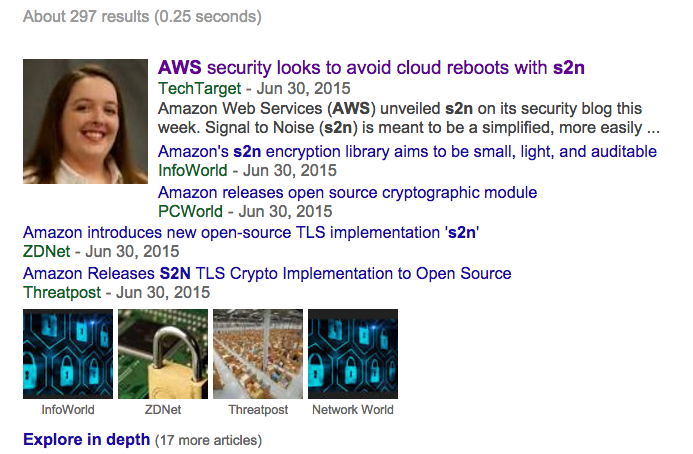 About 297 results (0.25 seconds)
AWS security looks to avoid cloud reboots with s2n
TechTarget - Jun 30, 2015
Amazon Web Services (AWS) unveiled s2n on its security blog this
week. Signal to Noise (s2n) is meant to be a simplified, more easily ...
Amazon's s2n encryption library aims to be small, light, and auditable
InfoWorld - Jun 30, 2015
Amazon releases open source cryptographic module
PCWorld - Jun 30, 2015
Amazon introduces new open-source TLS implementation 's2n'
ZDNet - Jun 30, 2015
Amazon Releases S2N TLS Crypto Implementation to Open Source
Threatpost - Jun 30, 2015
InfoWorld ZDNet Threatpost Network World
Explore in depth (17 more articles)